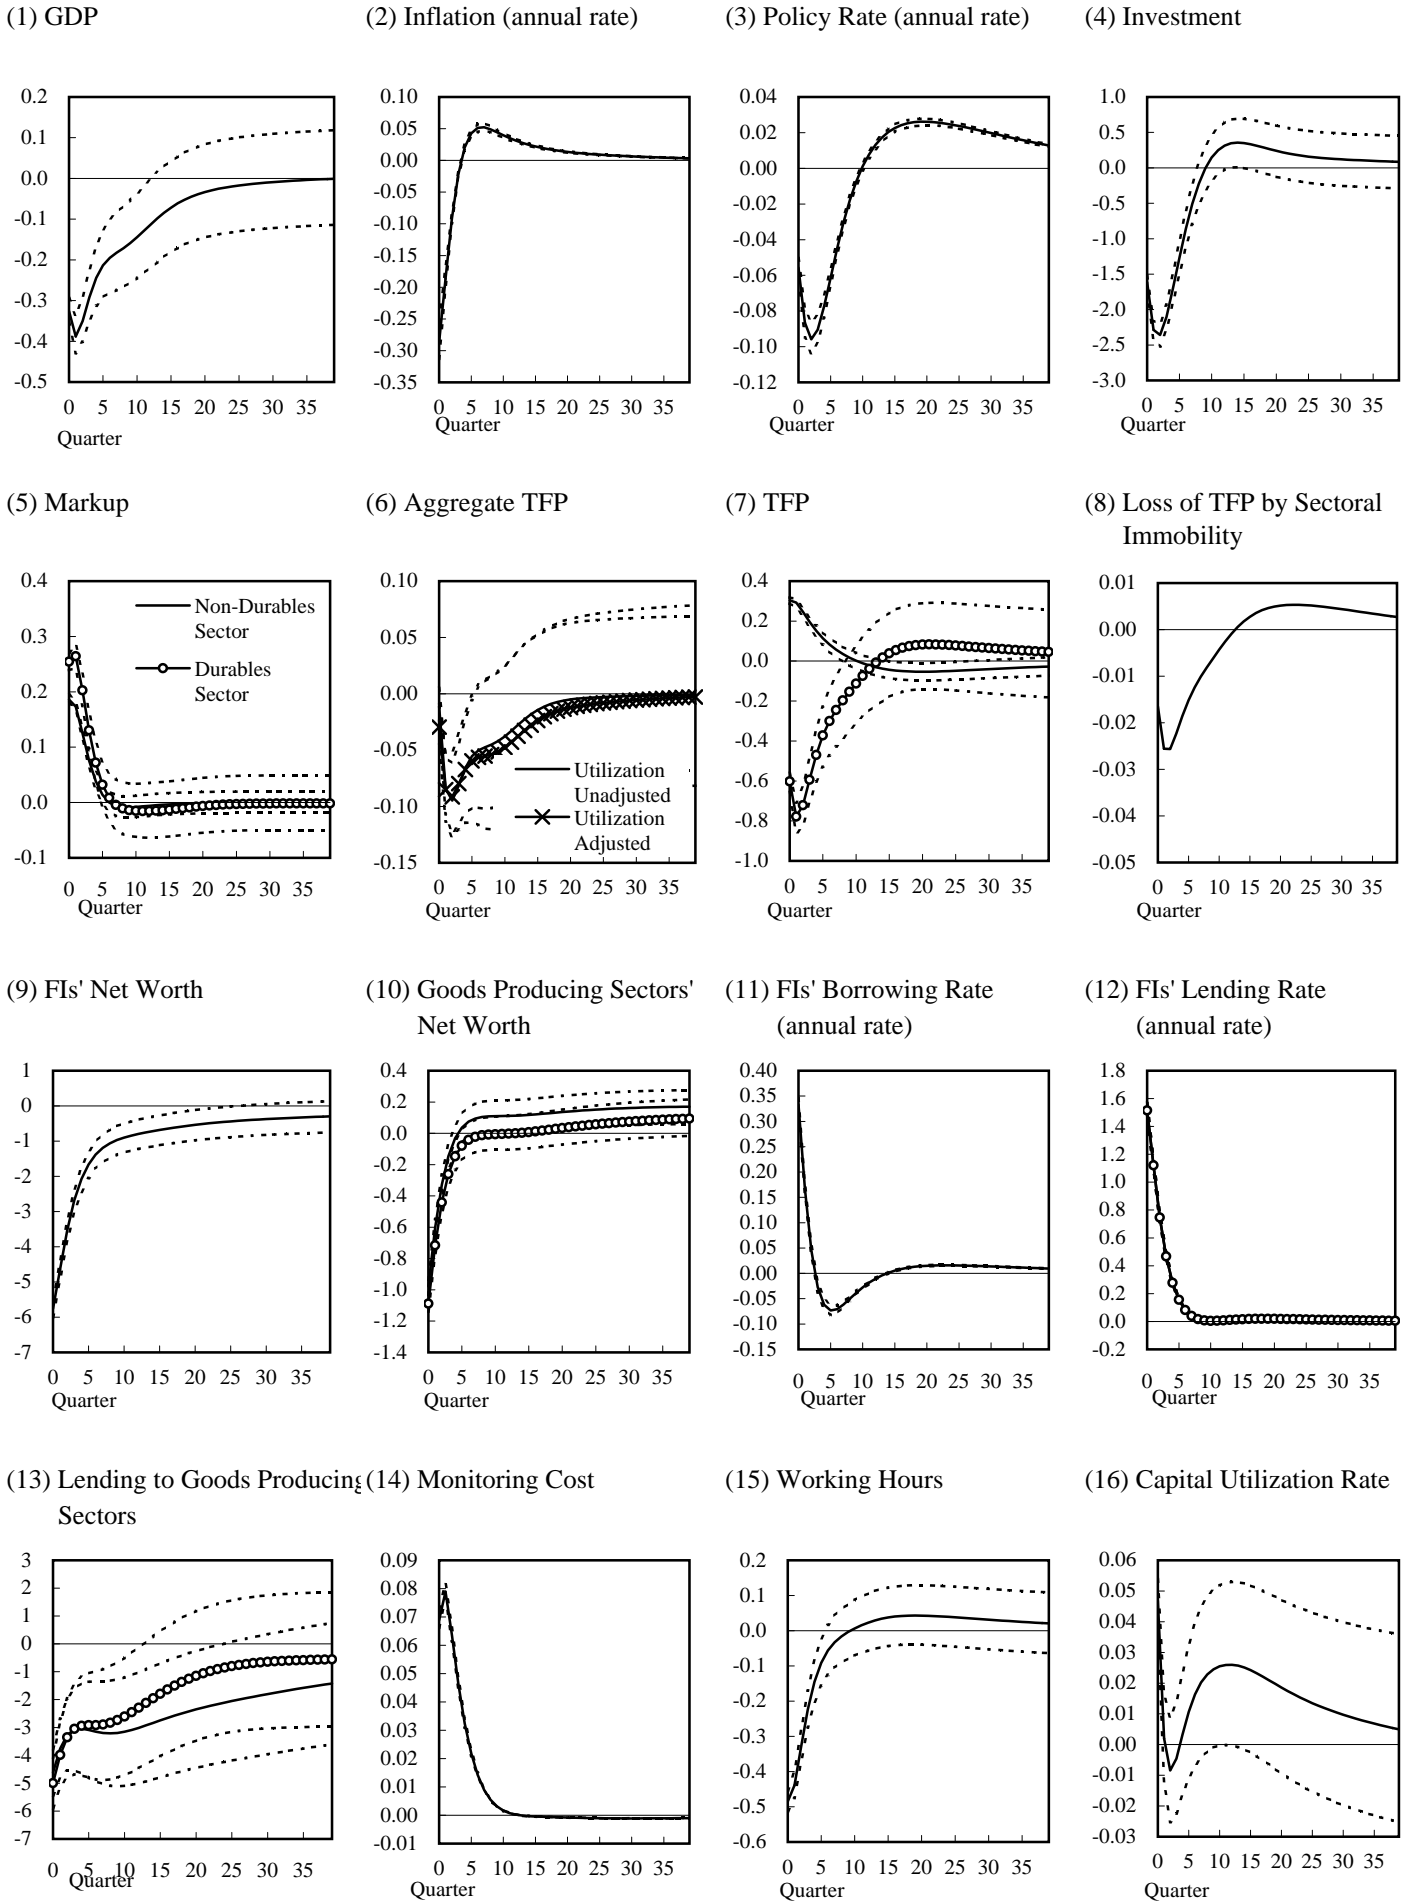 (1) GDP
(2) Inflation (annual rate)
(3) Policy Rate (annual rate)
(4) Investment
0.2
0.1
0.0
-0.1
-0.2
-0.3
-0.4
-0.5
0 5 10 15 20 25 30 35
Quarter
0.10
0.05
0.00
-0.05
-0.10
-0.15
-0.20
-0.25
-0.30
-0.35
0 5 10 15 20 25 30 35
Quarter
0.04
0.02
0.00
-0.02
-0.04
-0.06
-0.08
-0.10
-0.12
0 5 10 15 20 25 30 35
Quarter
1.0
0.5
0.0
-0.5
-1.0
-1.5
-2.0
-2.5
-3.0
0 5 10 15 20 25 30 35
Quarter
(5) Markup
(6) Aggregate TFP
(7) TFP
(8) Loss of TFP by Sectoral
Immobility
0.4
0.3
0.2
0.1
0.0
-0.1
Non-Durables
Sector
Durables
Sector
0 5 10 15 20 25 30 35
Quarter
0.10
0.05
0.00
-0.05
-0.10
-0.15
Utilization
Unadjusted
Utilization
Adjusted
0 5 10 15 20 25 30 35
Quarter
0.4
0.2
0.0
-0.2
-0.4
-0.6
-0.8
-1.0
0 5 10 15 20 25 30 35
Quarter
0.01
0.00
-0.01
-0.02
-0.03
-0.04
-0.05
0 5 10 15 20 25 30 35
Quarter
(9) FIs' Net Worth
(10) Goods Producing Sectors'
Net Worth
(11) FIs' Borrowing Rate
(annual rate)
(12) FIs' Lending Rate
(annual rate)
1
0
-1
-2
-3
-4
-5
-6
-7
0 5 10 15 20 25 30 35
Quarter
0.4
0.2
0.0
-0.2
-0.4
-0.6
-0.8
-1.0
-1.2
-1.4
0 5 10 15 20 25 30 35
Quarter
0.40
0.35
0.30
0.25
0.20
0.15
0.10
0.05
0.00
-0.05
-0.10
-0.15
0 5 10 15 20 25 30 35
Quarter
1.8
1.6
1.4
1.2
1.0
0.8
0.6
0.4
0.2
0.0
-0.2
0 5 10 15 20 25 30 35
Quarter
(13) Lending to Goods Producing
Sectors
(14) Monitoring Cost
(15) Working Hours
(16) Capital Utilization Rate
3
2
1
0
-1
-2
-3
-4
-5
-6
-7
0 5 10 15 20 25 30 35
Quarter
0.09
0.08
0.07
0.06
0.05
0.04
0.03
0.02
0.01
0.00
-0.01
0 5 10 15 20 25 30 35
Quarter
0.2
0.1
0.0
-0.1
-0.2
-0.3
-0.4
-0.5
-0.6
0 5 10 15 20 25 30 35
Quarter
0.06
0.05
0.04
0.03
0.02
0.01
0.00
-0.01
-0.02
-0.03
0 5 10 15 20 25 30 35
Quarter